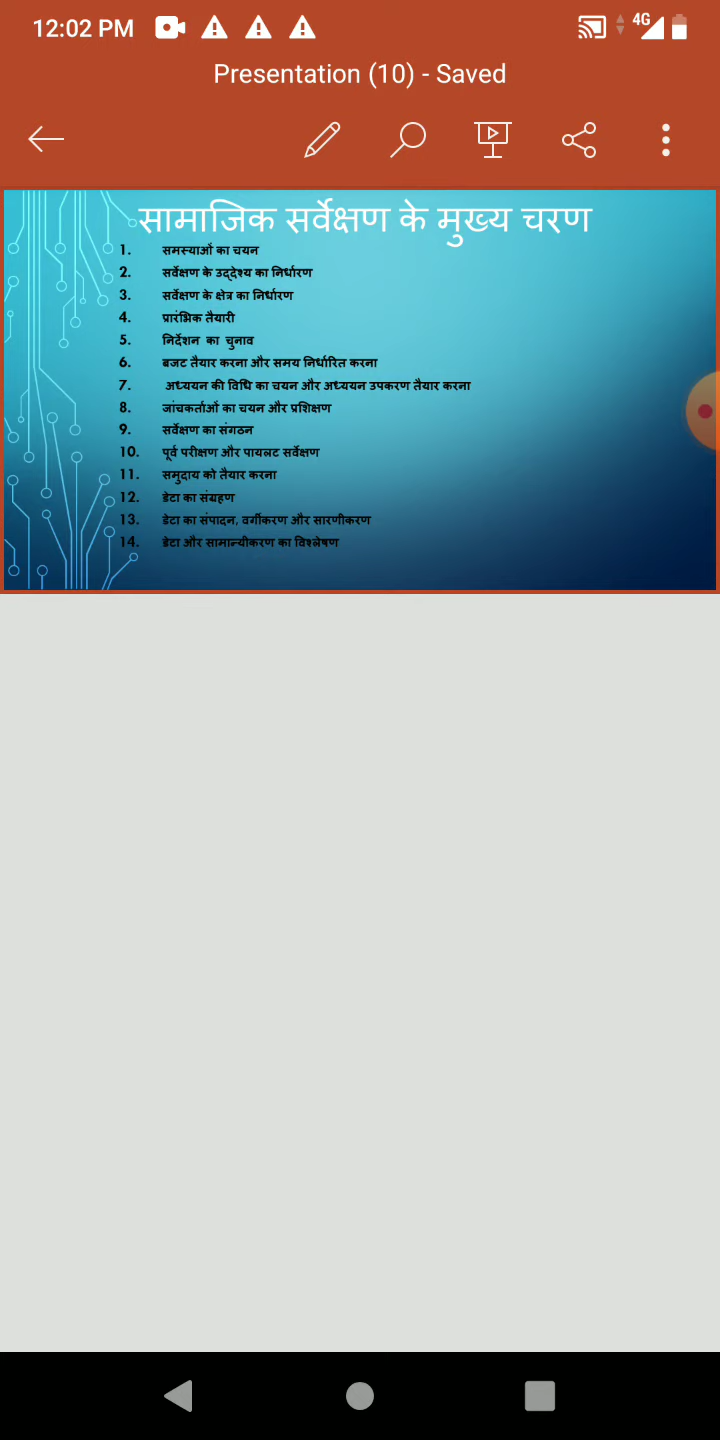 12:02 PM
4G
Presentation (10) - Saved
सामाजिक सर्वेक्षण के मुख्य चरण
1. समस्याओं का चयन
2. सर्वेक्षण के उद्देश्य का निर्धारण
3. सर्वेक्षण के क्षेत्र का निर्धारण
4. प्रारंभिक तैयारी
5. निर्देशन का चुनाव
6. बजट तैयार करना और समय निर्धारित करना
7. अध्ययन की विधि का चयन और अध्ययन उपकरण तैयार करना
8. जांचकर्ताओं का चयन और प्रशिक्षण
9. सर्वेक्षण का संगठन
10. पूर्व परीक्षण और पायलट सर्वेक्षण
11. समुदाय को तैयार करना
12. डेटा का संग्रहण
13. डेटा का संपादन, वर्गीकरण और सारणीकरण
14. डेटा और सामान्यीकरण का विश्लेषण